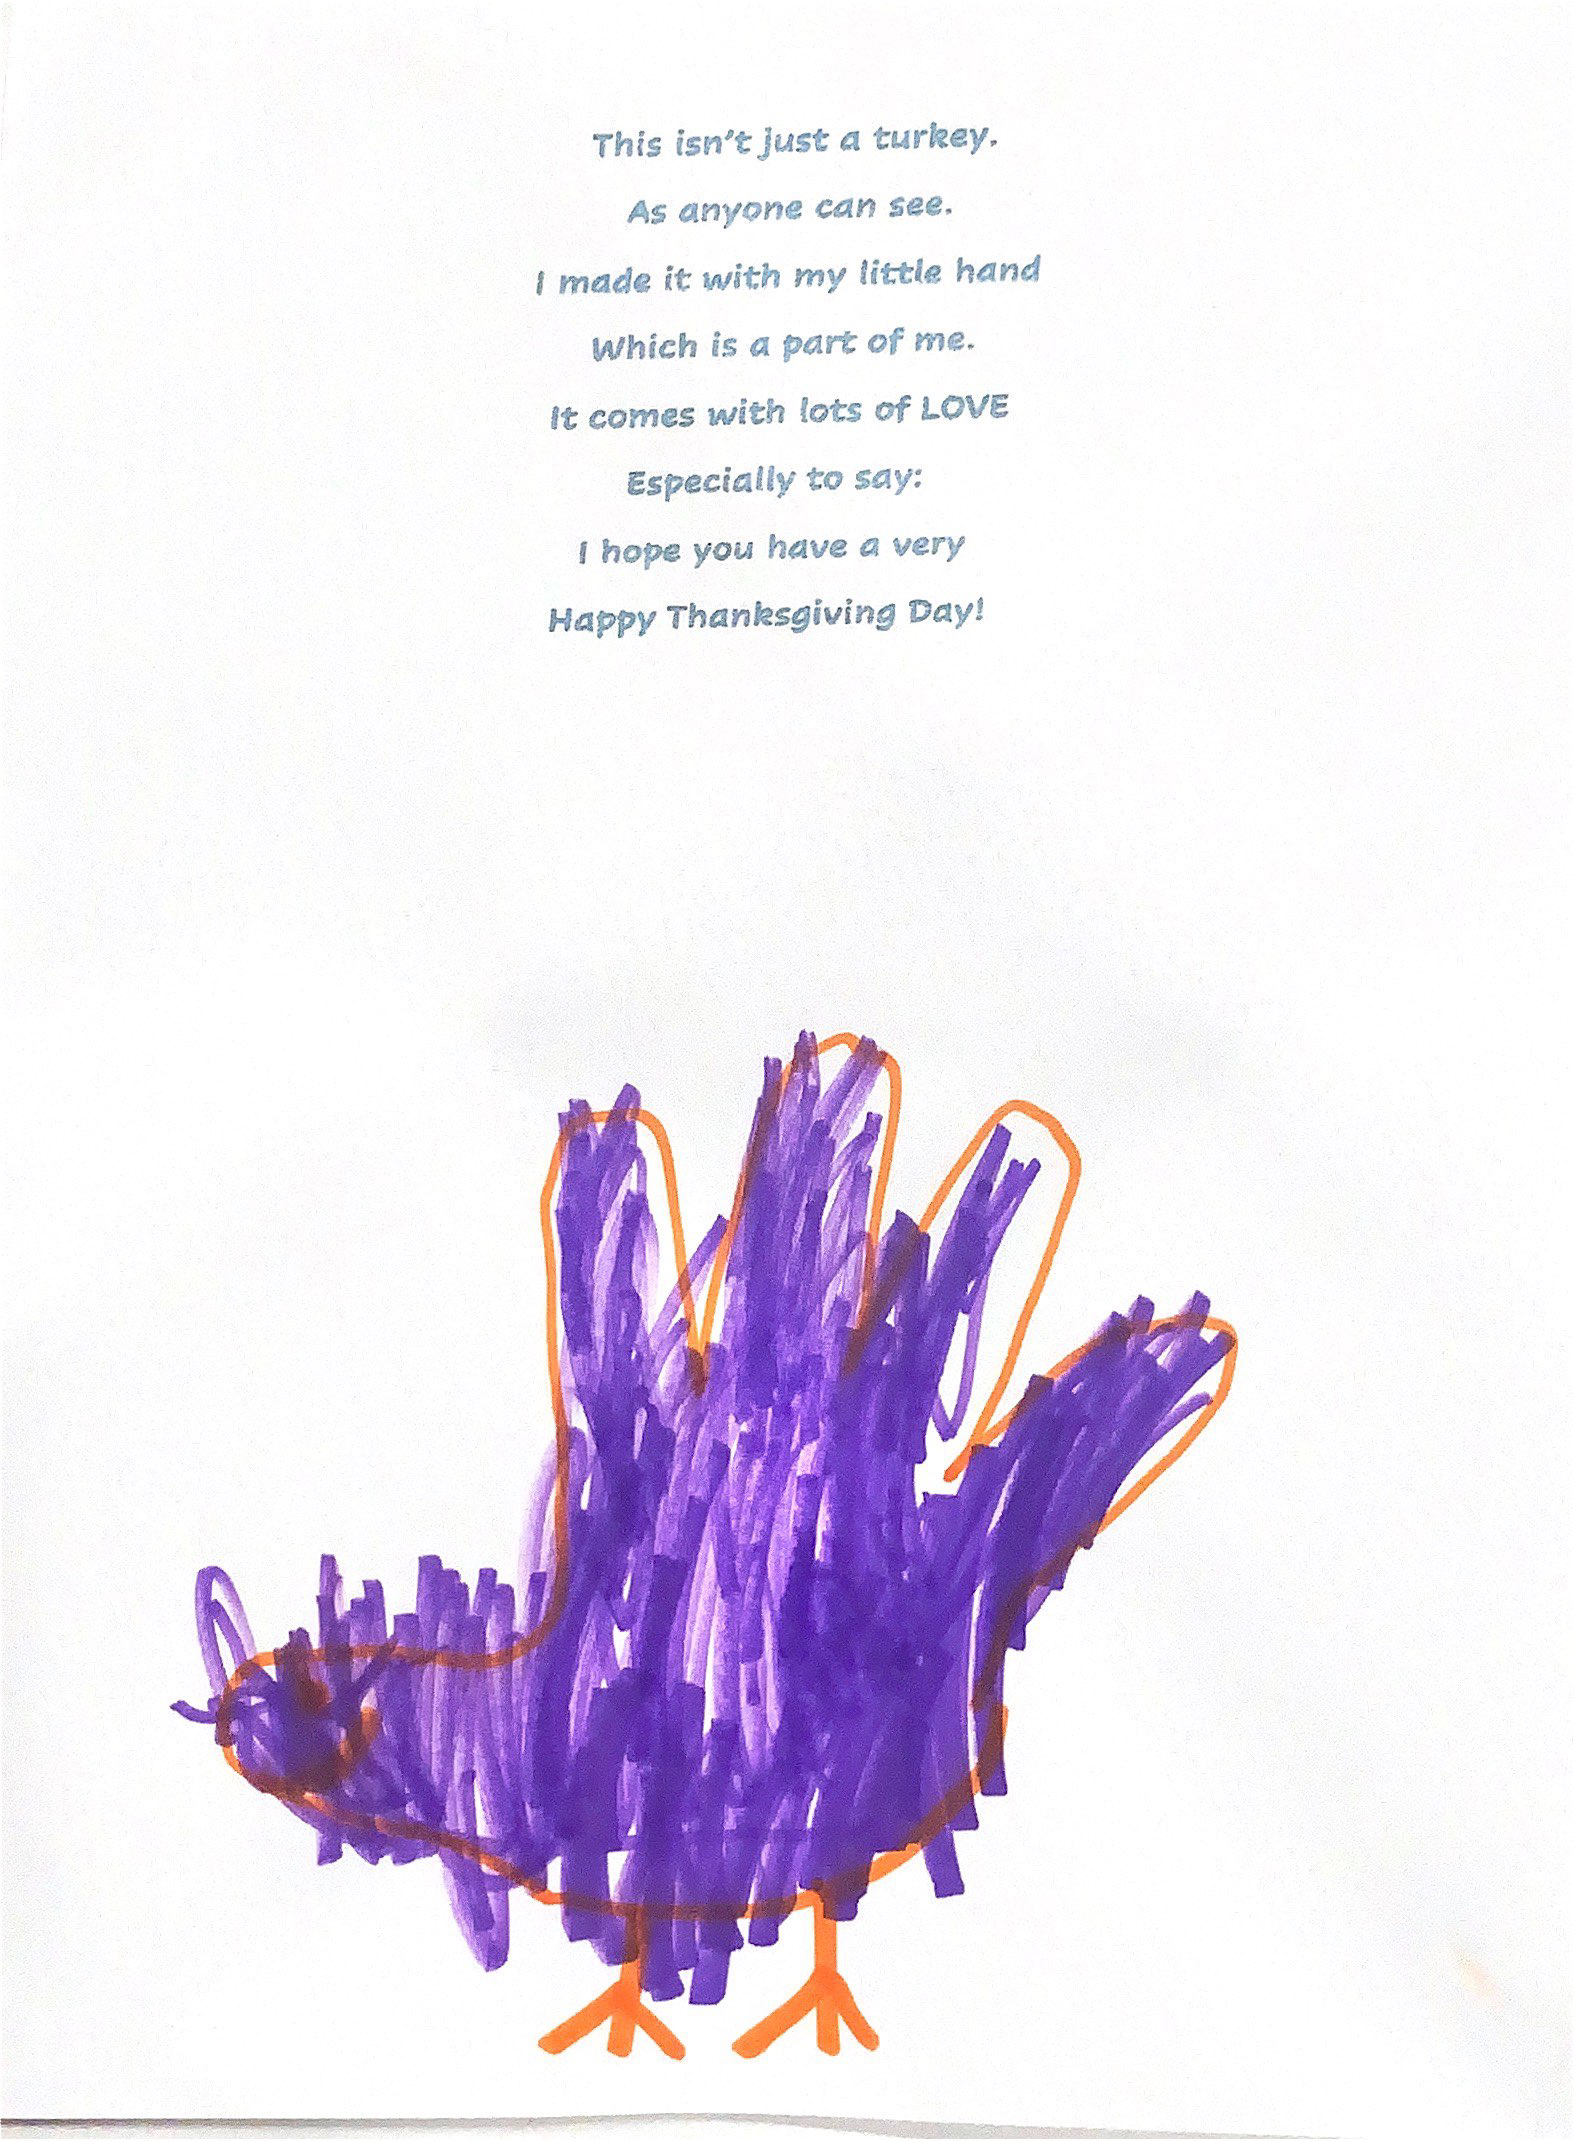 This isn't just a turkey.
As anyone can see.
I made it with my little hand
Which is a part of me.
It comes with lots of LOVE
Especially to say:
I hope you have a very
Happy Thanksgiving Day!